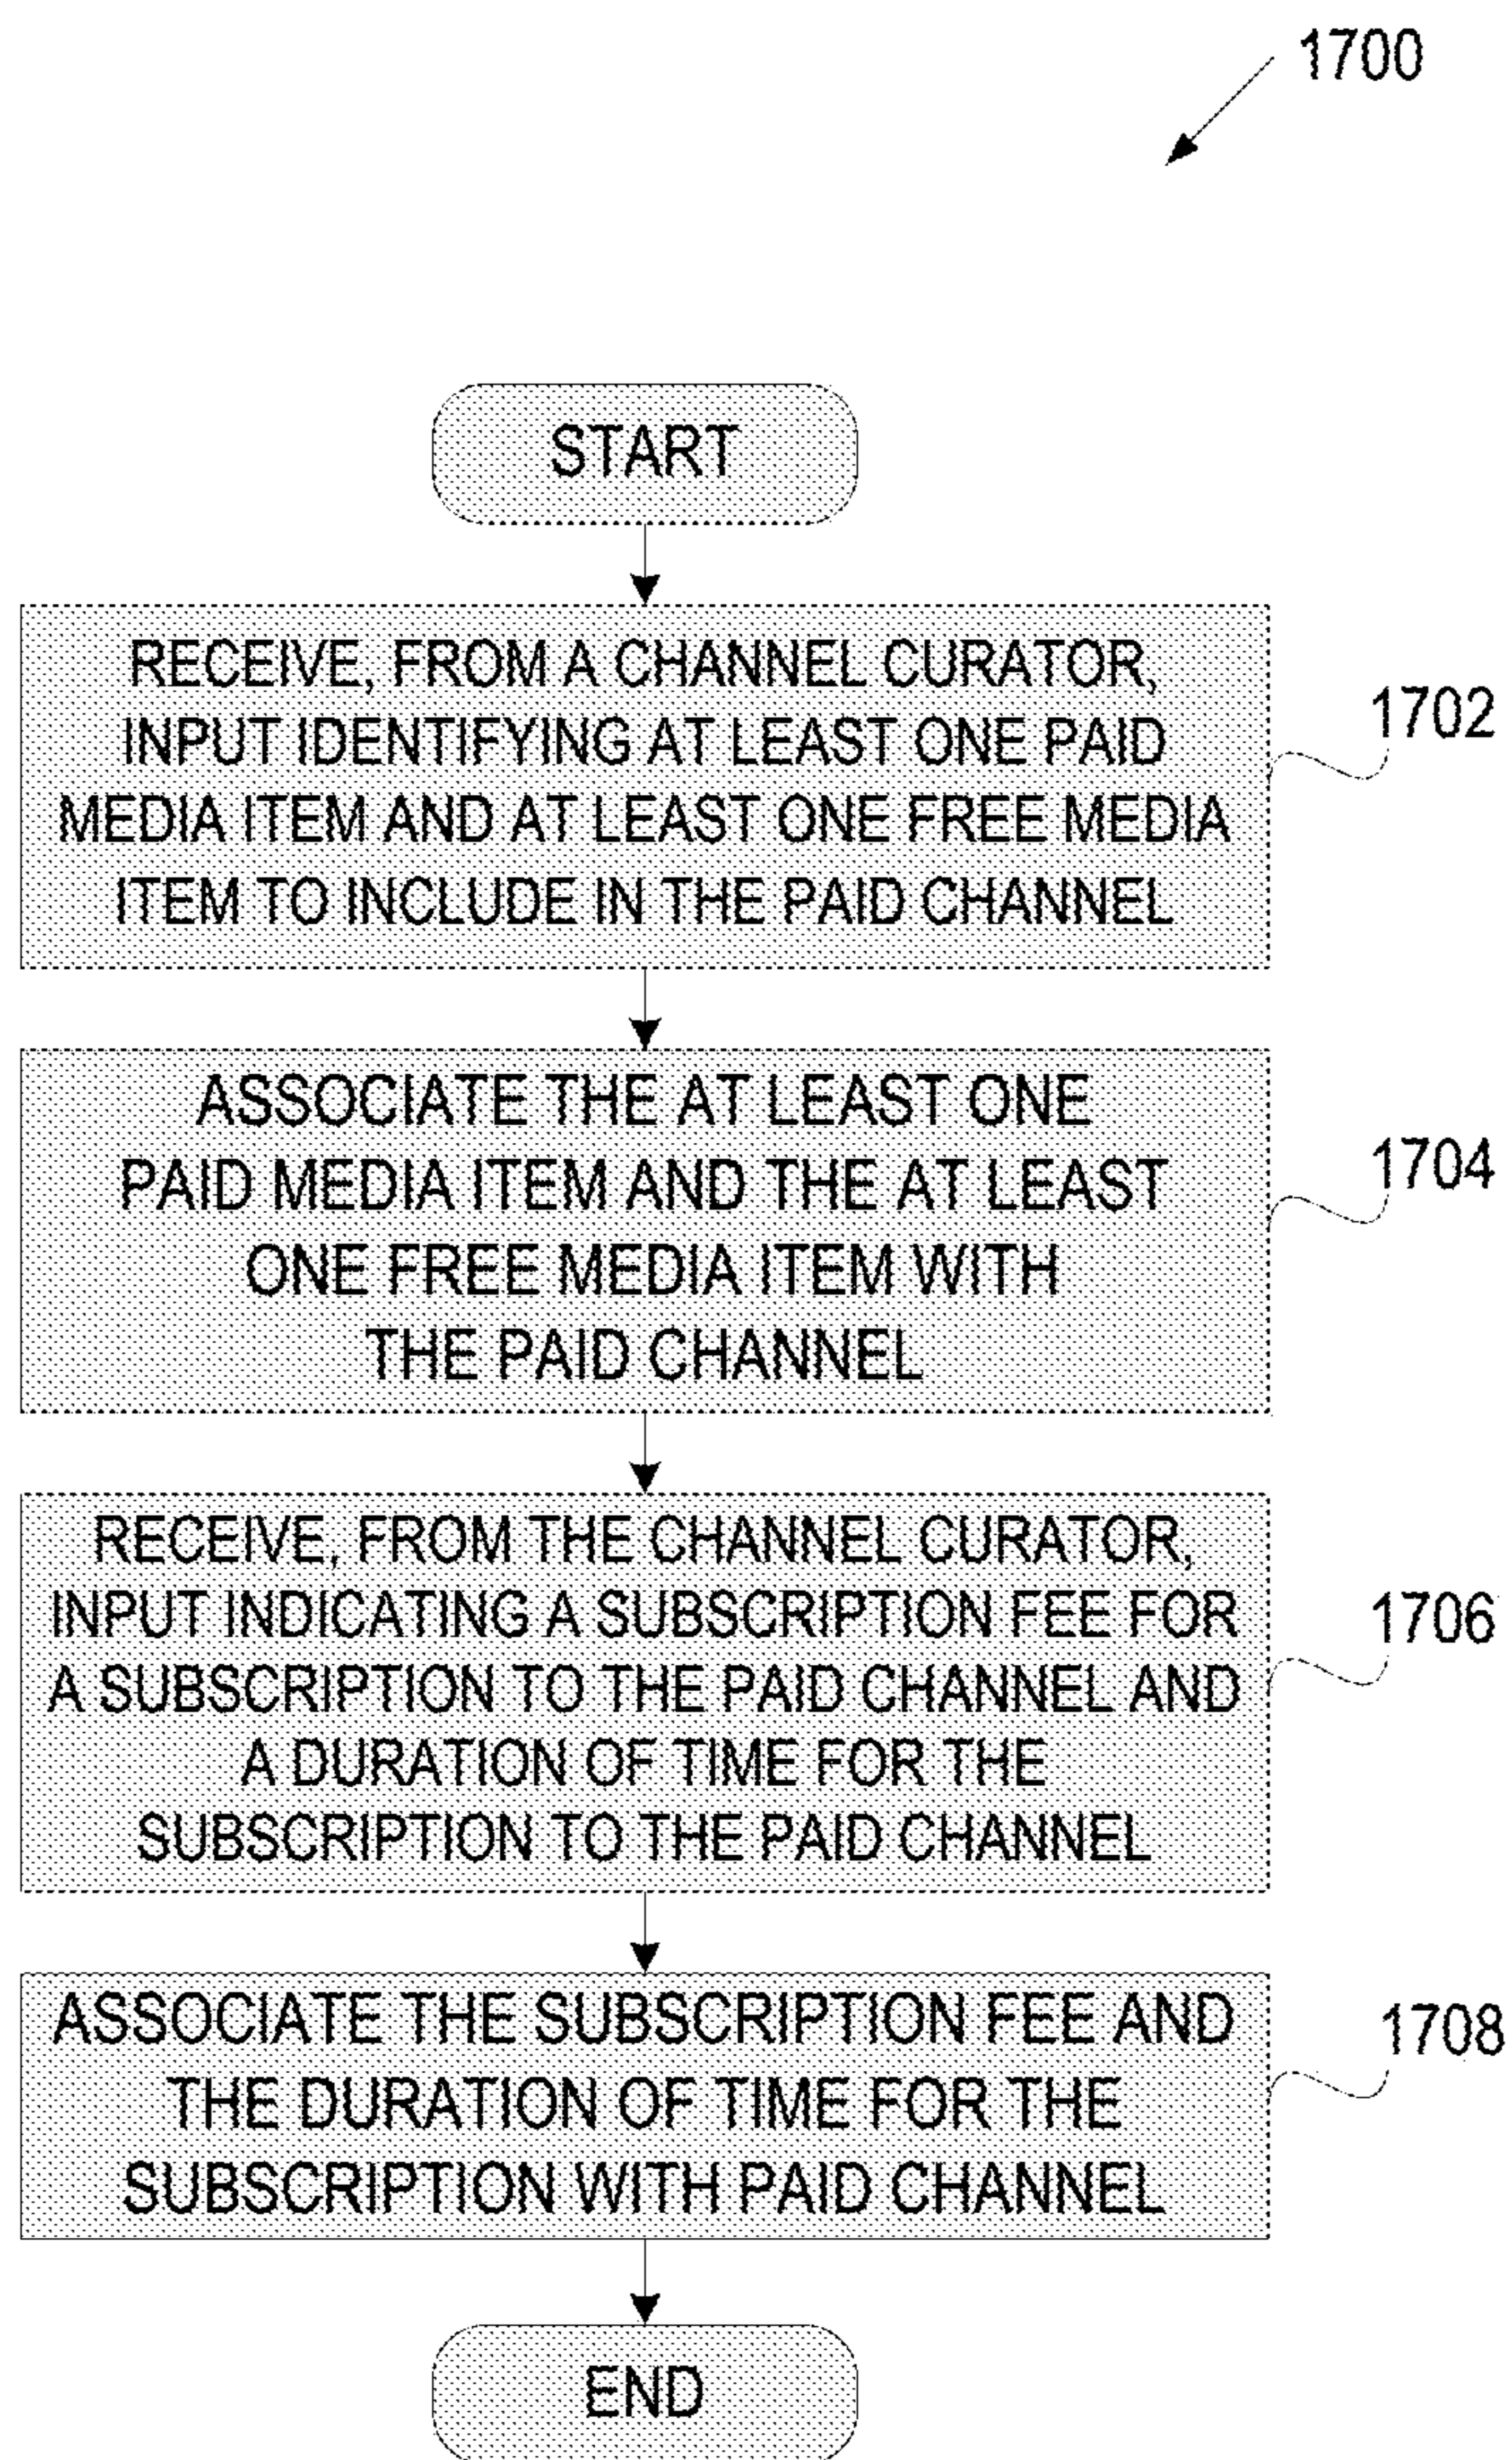 1700
START
RECEIVE, FROM A CHANNEL CURATOR,
INPUT IDENTIFYING AT LEAST ONE PAID
MEDIA ITEM AND AT LEAST ONE FREE MEDIA
ITEM TO INCLUDE IN THE PAID CHANNEL
1702
ASSOCIATE THE AT LEAST ONE
PAID MEDIA ITEM AND THE AT LEAST
ONE FREE MEDIA ITEM WITH
THE PAID CHANNEL
1704
RECEIVE, FROM THE CHANNEL CURATOR,
INPUT INDICATING A SUBSCRIPTION FEE FOR
A SUBSCRIPTION TO THE PAID CHANNEL AND
A DURATION OF TIME FOR THE
SUBSCRIPTION TO THE PAID CHANNEL
1706
ASSOCIATE THE SUBSCRIPTION FEE AND
THE DURATION OF TIME FOR THE
SUBSCRIPTION WITH PAID CHANNEL
1708
END